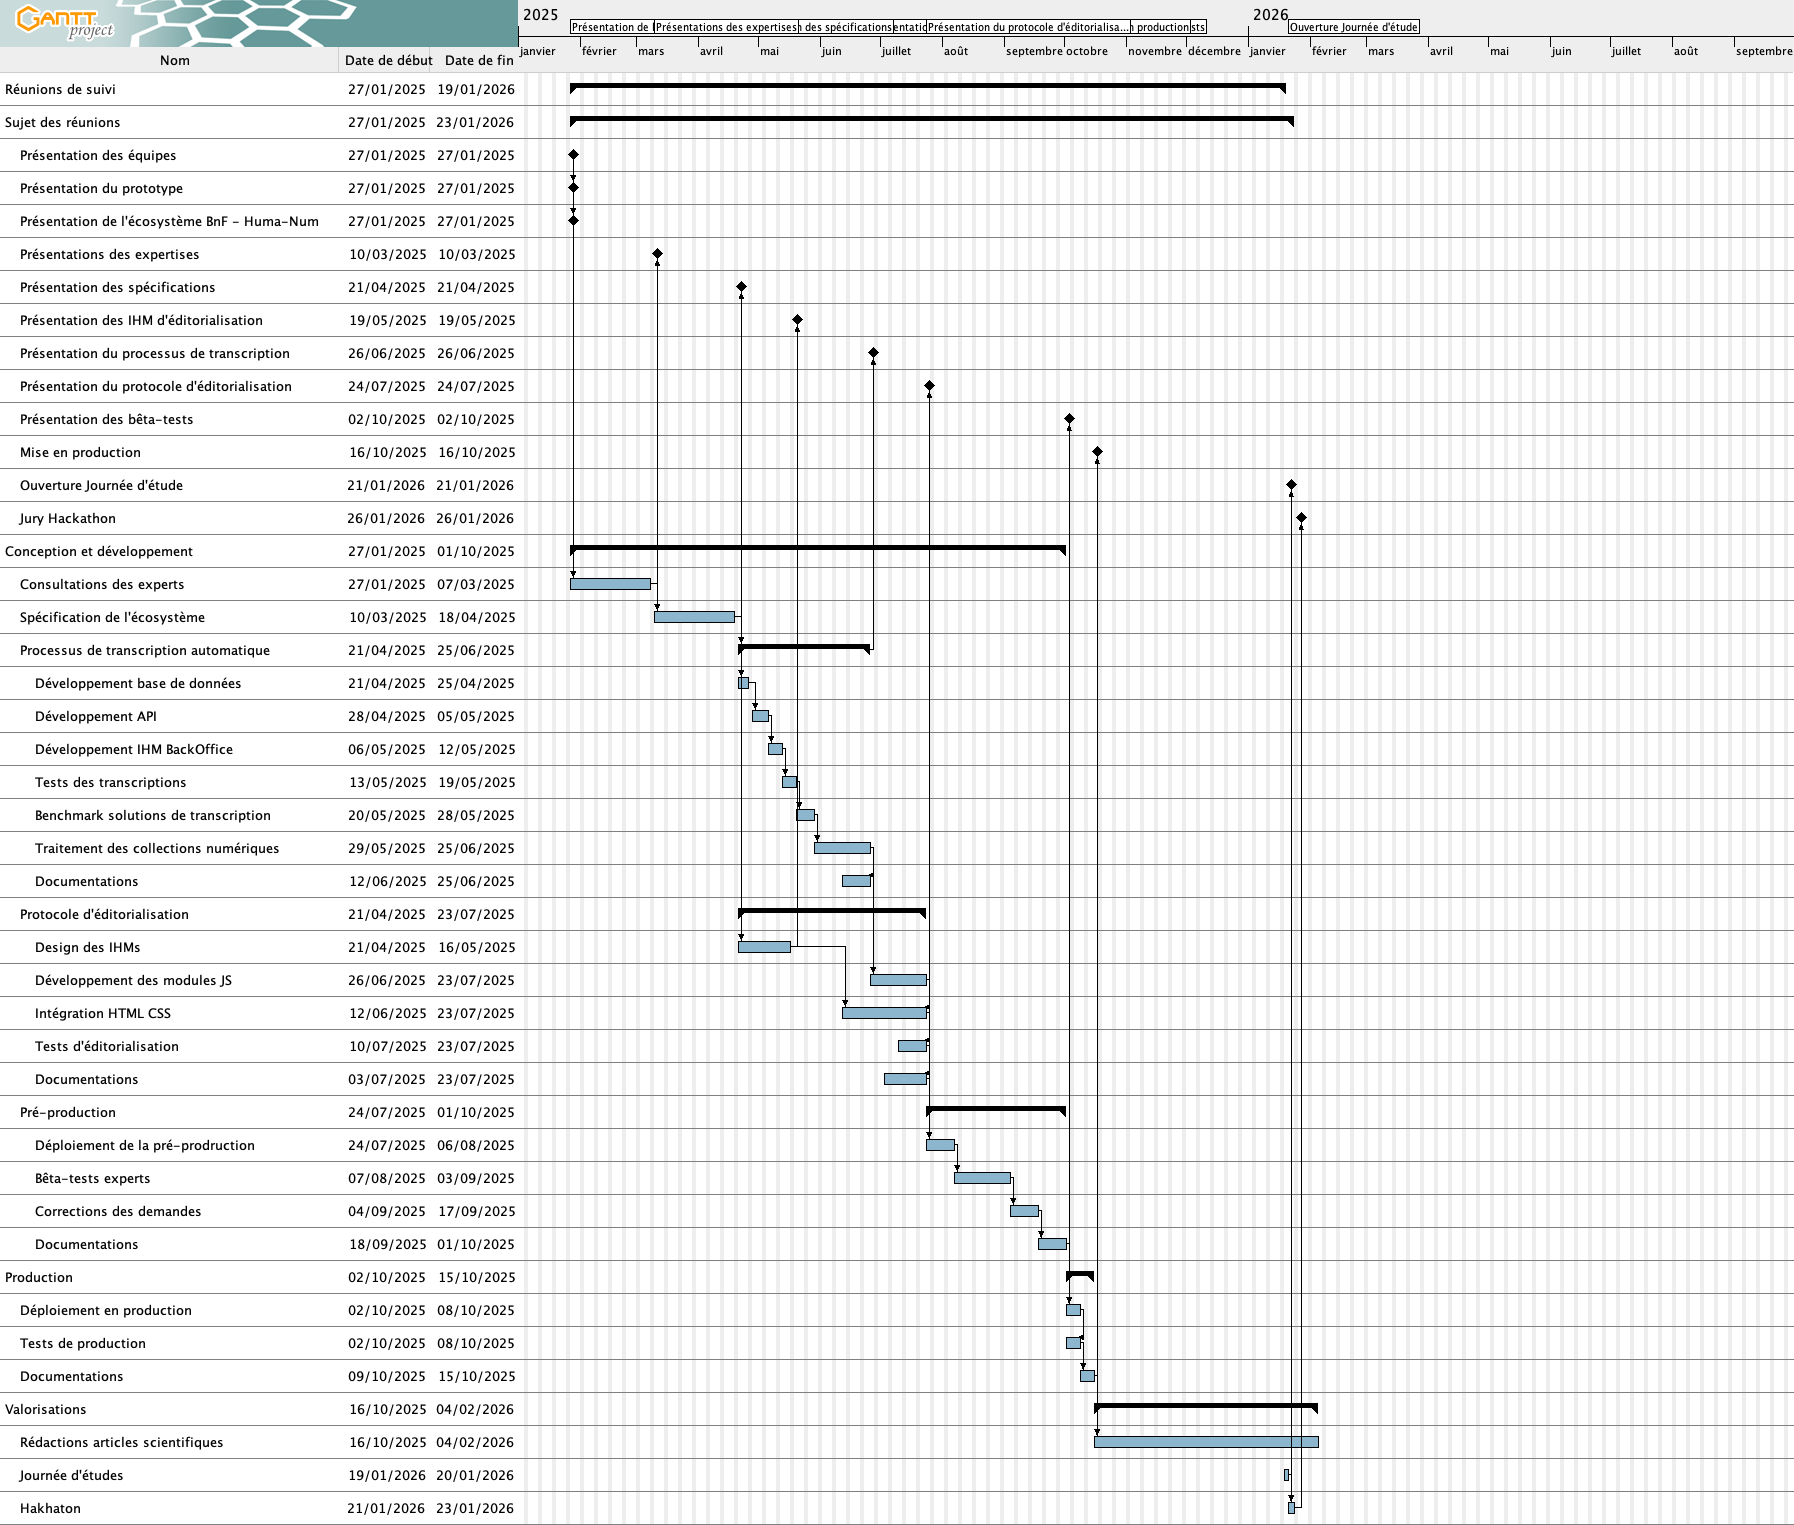 GANTT
project
2025
2026
Présentation de l
Présentations des expertises
n des spécifications
entatic
Présentation du protocole d'éditorialisa...
n production
sts
Ouverture Journée d'étude
janvier février mars avril mai juin juillet août septembre octobre novembre décembre janvier février mars avril mai juin juillet août septembre
Nom Date de début Date de fin
Réunions de suivi 27/01/2025 19/01/2026
Sujet des réunions 27/01/2025 23/01/2026
Présentation des équipes 27/01/2025 27/01/2025
Présentation du prototype 27/01/2025 27/01/2025
Présentation de l'écosystème BnF - Huma-Num 27/01/2025 27/01/2025
Présentations des expertises 10/03/2025 10/03/2025
Présentation des spécifications 21/04/2025 21/04/2025
Présentation des IHM d'éditorialisation 19/05/2025 19/05/2025
Présentation du processus de transcription 26/06/2025 26/06/2025
Présentation du protocole d'éditorialisation 24/07/2025 24/07/2025
Présentation des bêta-tests 02/10/2025 02/10/2025
Mise en production 16/10/2025 16/10/2025
Ouverture Journée d'étude 21/01/2026 21/01/2026
Jury Hackathon 26/01/2026 26/01/2026
Conception et développement 27/01/2025 01/10/2025
Consultations des experts 27/01/2025 07/03/2025
Spécification de l'écosystème 10/03/2025 18/04/2025
Processus de transcription automatique 21/04/2025 25/06/2025
Développement base de données 21/04/2025 25/04/2025
Développement API 28/04/2025 05/05/2025
Développement IHM BackOffice 06/05/2025 12/05/2025
Tests des transcriptions 13/05/2025 19/05/2025
Benchmark solutions de transcription 20/05/2025 28/05/2025
Traitement des collections numériques 29/05/2025 25/06/2025
Documentations 12/06/2025 25/06/2025
Protocole d'éditorialisation 21/04/2025 23/07/2025
Design des IHMs 21/04/2025 16/05/2025
Développement des modules JS 26/06/2025 23/07/2025
Intégration HTML CSS 12/06/2025 23/07/2025
Tests d'éditorialisation 10/07/2025 23/07/2025
Documentations 03/07/2025 23/07/2025
Pré-production 24/07/2025 01/10/2025
Déploiement de la pré-prodruction 24/07/2025 06/08/2025
Bêta-tests experts 07/08/2025 03/09/2025
Corrections des demandes 04/09/2025 17/09/2025
Documentations 18/09/2025 01/10/2025
Production 02/10/2025 15/10/2025
Déploiement en production 02/10/2025 08/10/2025
Tests de production 02/10/2025 08/10/2025
Documentations 09/10/2025 15/10/2025
Valorisations 16/10/2025 04/02/2026
Rédactions articles scientifiques 16/10/2025 04/02/2026
Journée d'études 19/01/2026 20/01/2026
Hakhaton 21/01/2026 23/01/2026